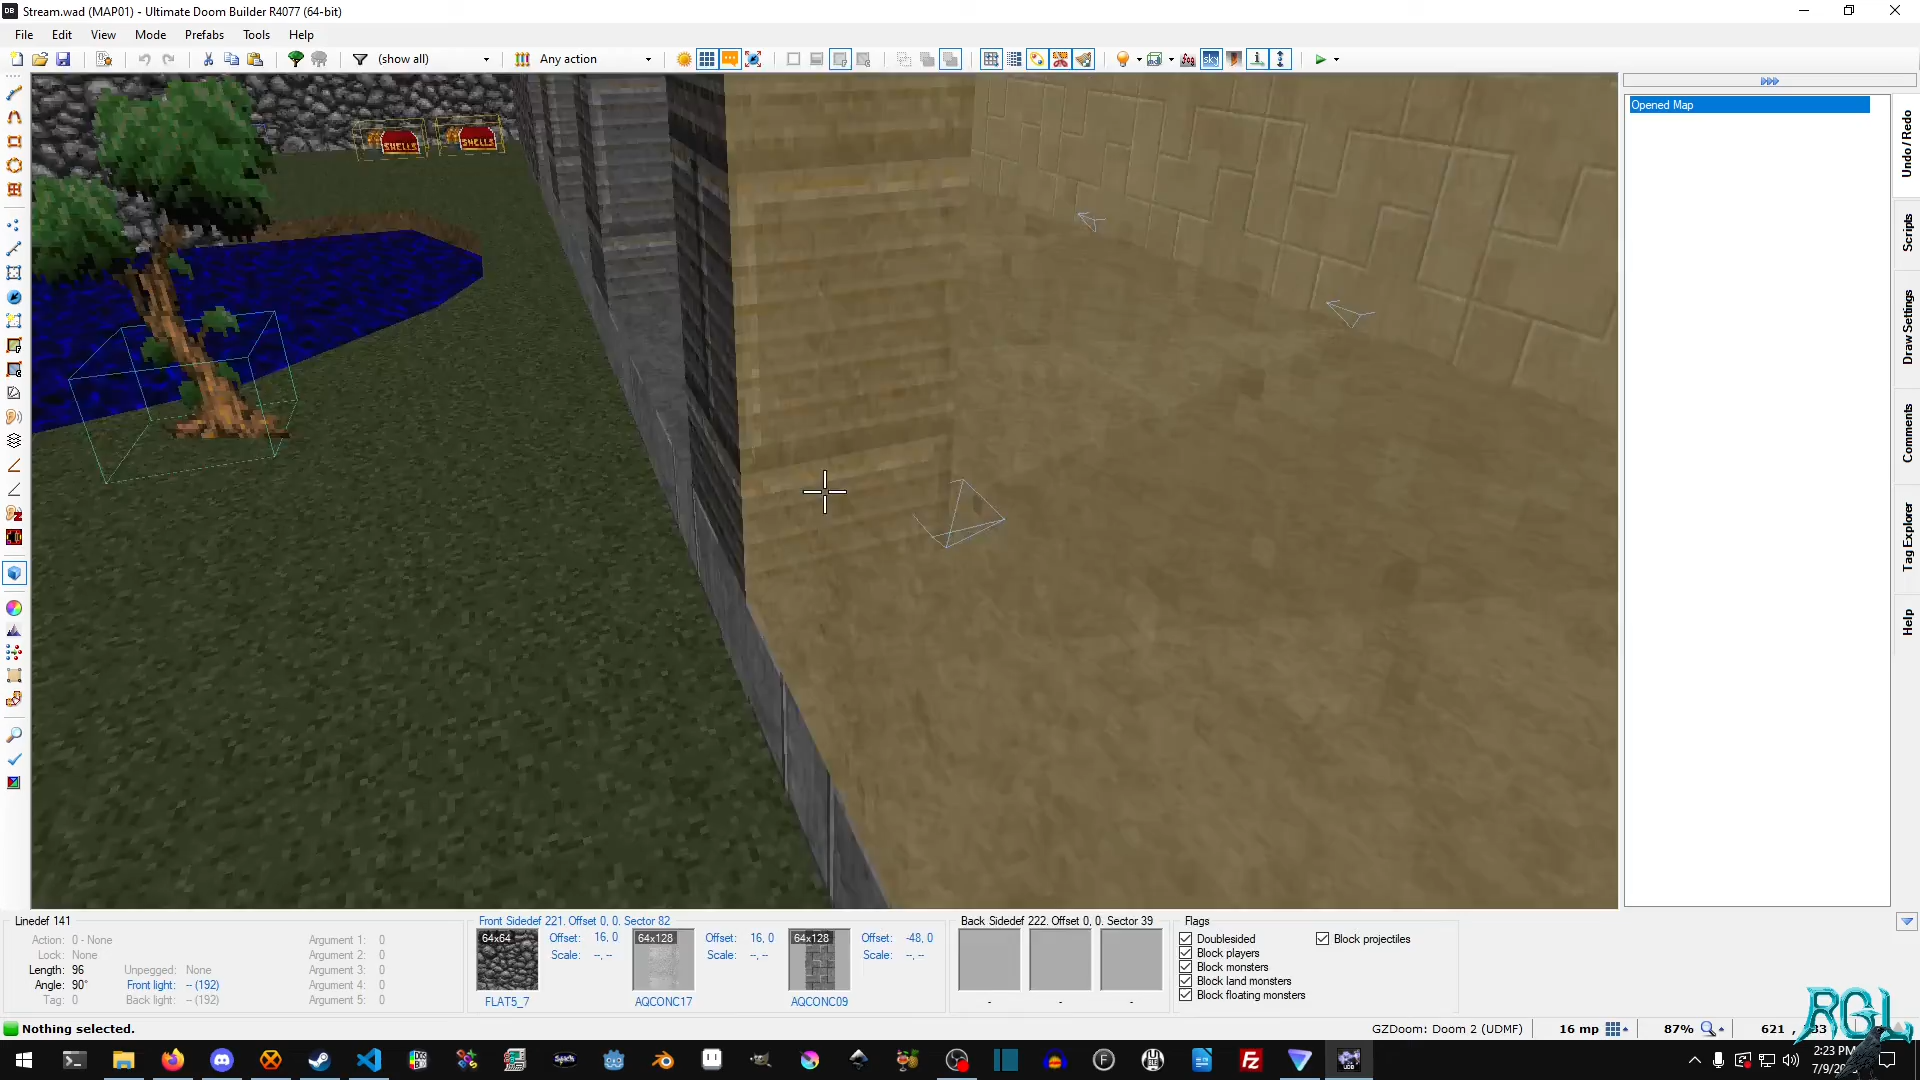 Stream.wad (MAP01) - Ultimate Doom Builder R4077 (64-bit)
File Edit View Mode Prefabs Tools Help
(show all) Any action
SHELLS SHELLS
Opened Map
Undo / Redo
Scripts
Draw Settings
Comments
Tag Explorer
Help
Linedef 141
Action: 0 - None
Lock: None
Length: 96
Angle: 90°
Tag: 0
Unpegged: None
Front light: -- (192)
Back light: -- (192)
Argument 1: 0
Argument 2: 0
Argument 3: 0
Argument 4: 0
Argument 5: 0
Front Sidedef 221. Offset 0, 0. Sector 82
64x64
Offset: 16, 0
Scale: --, --
FLAT5_7
64x128
Offset: 16, 0
Scale: --, --
AQCONC17
64x128
Offset: -48, 0
Scale: --, --
AQCONC09
Back Sidedef 222. Offset 0, 0. Sector 39
- - -
Flags
Doublesided
Block players
Block monsters
Block land monsters
Block floating monsters
Block projectiles
Nothing selected.
GZDoom: Doom 2 (UDMF) 16 mp 87% 621 ,
RGL
2:23 PM